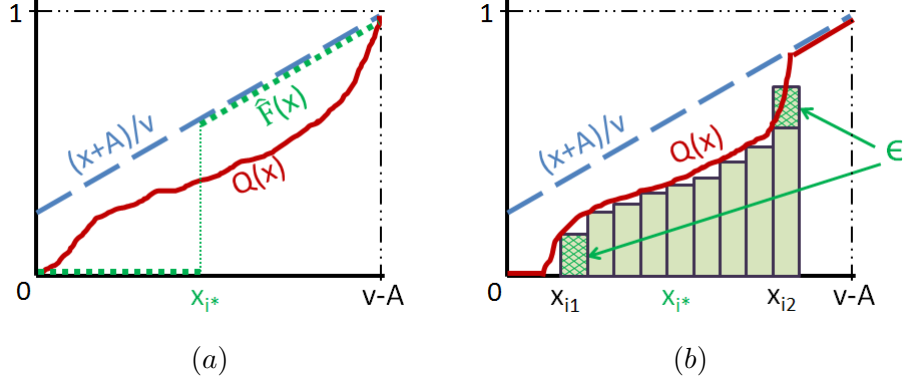 1
(x+A)/v
F̂(x)
Q(x)
0
x_{i*}
v-A
(a)
1
(x+A)/v
Q(x)
ϵ
0
x_{i1}
x_{i*}
x_{i2}
v-A
(b)